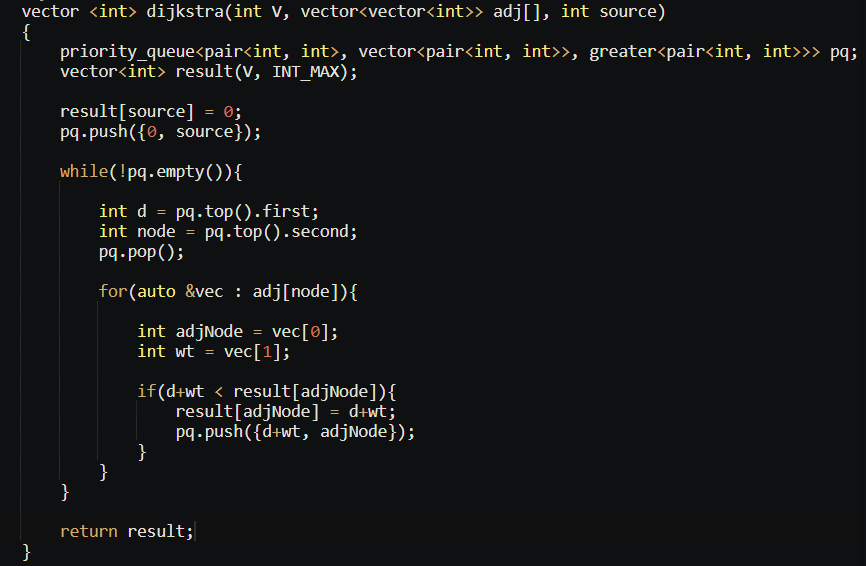 vector <int> dijkstra(int V, vector<vector<int>> adj[], int source)
{
    priority_queue<pair<int, int>, vector<pair<int, int>>, greater<pair<int, int>>> pq;
    vector<int> result(V, INT_MAX);
    result[source] = 0;
    pq.push({0, source});
    while(!pq.empty()){
        int d = pq.top().first;
        int node = pq.top().second;
        pq.pop();
        for(auto &vec : adj[node]){
            int adjNode = vec[0];
            int wt = vec[1];
            if(d+wt < result[adjNode]){
                result[adjNode] = d+wt;
                pq.push({d+wt, adjNode});
            }
        }
    }
    return result;
}